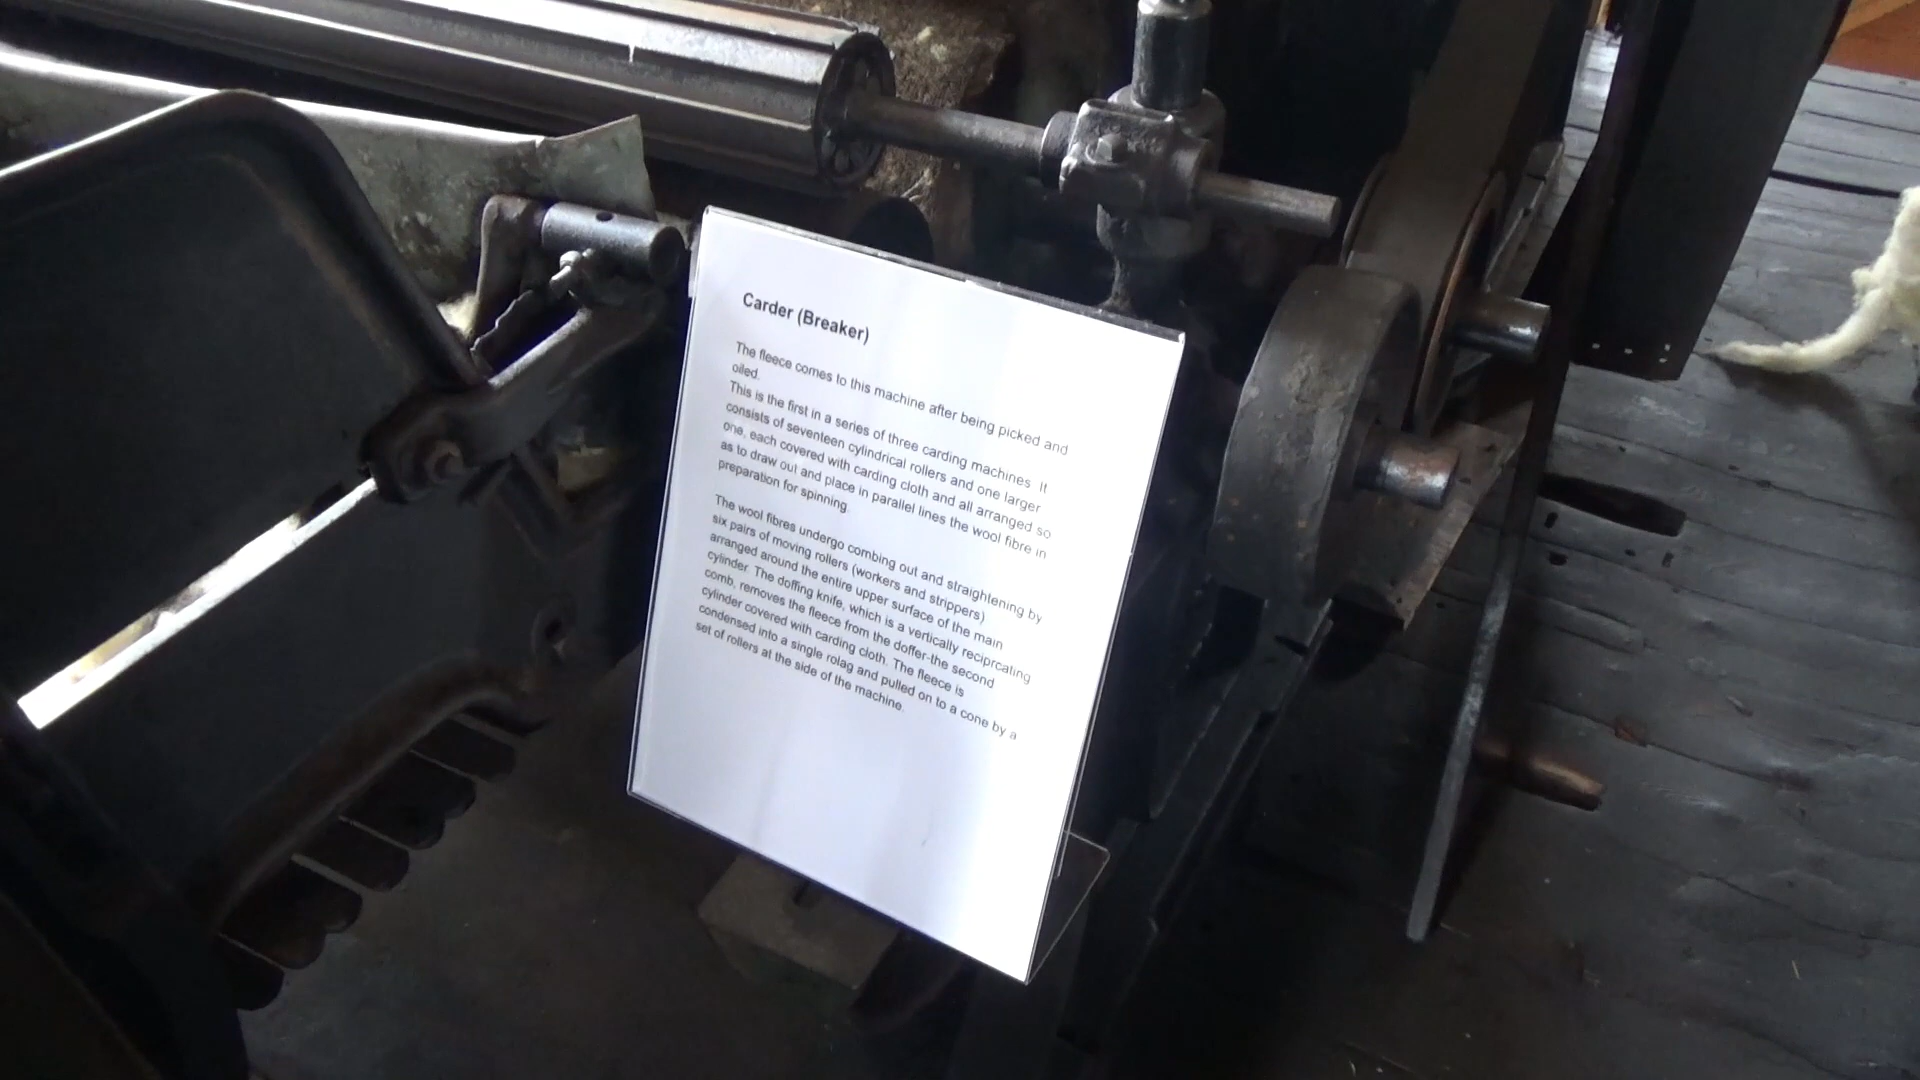 Carder (Breaker)
The fleece comes to this machine after being picked and
oiled.
This is the first in a series of three carding machines. It
consists of seventeen cylindrical rollers and one larger
one, each covered with carding cloth and all arranged so
as to draw out and place in parallel lines the wool fibre in
preparation for spinning.
The wool fibres undergo combing out and straightening by
six pairs of moving rollers (workers and strippers)
arranged around the entire upper surface of the main
cylinder. The doffing knife, which is a vertically reciprcating
comb, removes the fleece from the doffer-the second
cylinder covered with carding cloth. The fleece is
condensed into a single rolag and pulled on to a cone by a
set of rollers at the side of the machine.